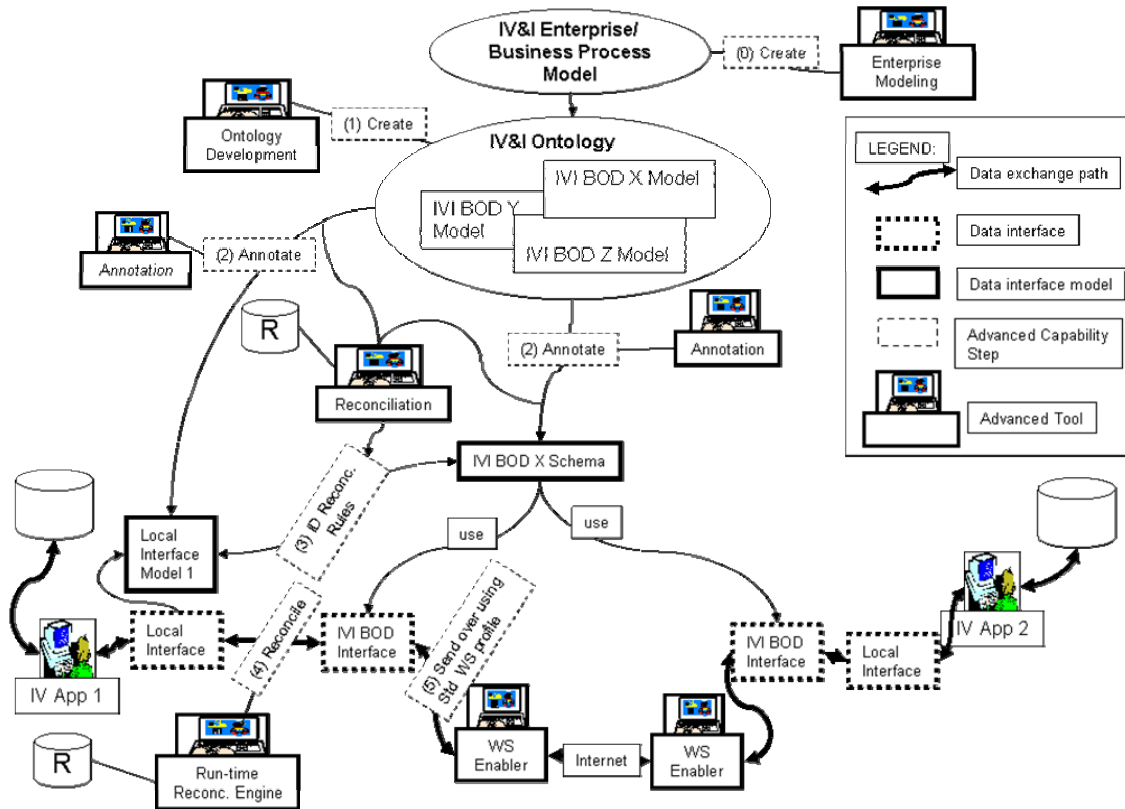 IV&I Enterprise/
Business Process
Model
(0) Create
Enterprise
Modeling
Ontology
Development
(1) Create
IV&I Ontology
IVI BOD X Model
IVI BOD Y
Model
IVI BOD Z Model
LEGEND:
Data exchange path
Data interface
Data interface model
Advanced Capability
Step
Advanced Tool
Annotation
(2) Annotate
R
Reconciliation
(2) Annotate
Annotation
IVI BOD X Schema
(3) ID Reconc.
Rules
use
use
Local
Interface
Model 1
IV App 1
Local
Interface
(4) Reconcile
IVI BOD
Interface
(5) Send over using
Std WS profile
IVI BOD
Interface
Local
Interface
IV App 2
R
Run-time
Reconc. Engine
WS
Enabler
Internet
WS
Enabler